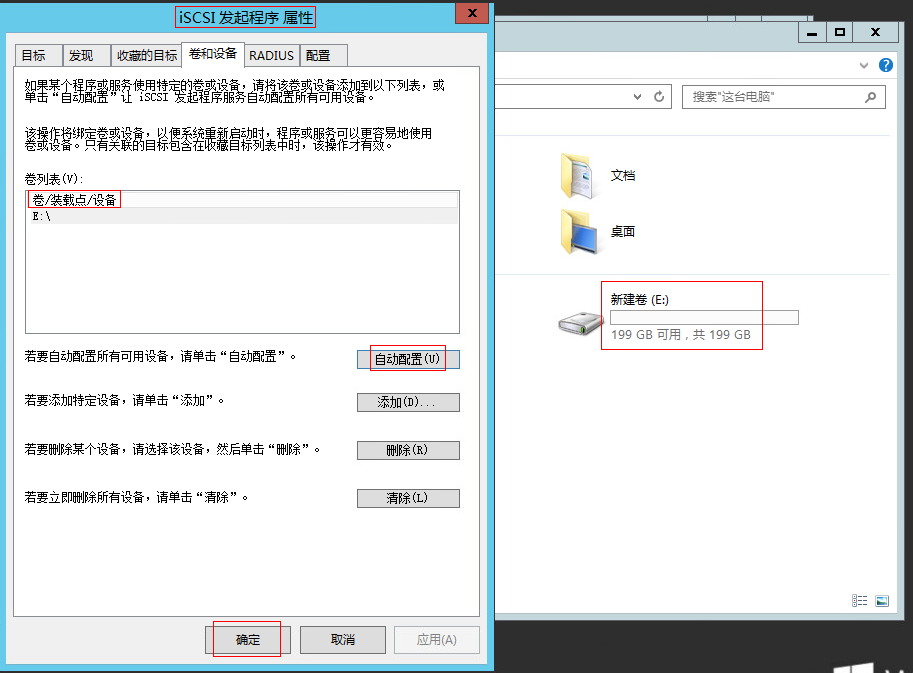 iSCSI 发起程序 属性
目标 发现 收藏的目标 卷和设备 RADIUS 配置
如果某个程序或服务使用特定的卷或设备，请将该卷或设备添加到以下列表，或
单击“自动配置”让 iSCSI 发起程序服务自动配置所有可用设备。
该操作将绑定卷或设备，以便系统重新启动时，程序或服务可以更容易地使用
卷或设备。只有关联的目标包含在收藏目标列表中时，该操作才有效。
卷列表(V):
卷/装载点/设备
E:\
若要自动配置所有可用设备，请单击“自动配置”。
自动配置(U)
若要添加特定设备，请单击“添加”。
添加(D)...
若要删除某个设备，请选择该设备，然后单击“删除”。
删除(R)
若要立即删除所有设备，请单击“清除”。
清除(L)
确定 取消 应用(A)
搜索"这台电脑"
文档
桌面
新建卷 (E:)
199 GB 可用，共 199 GB